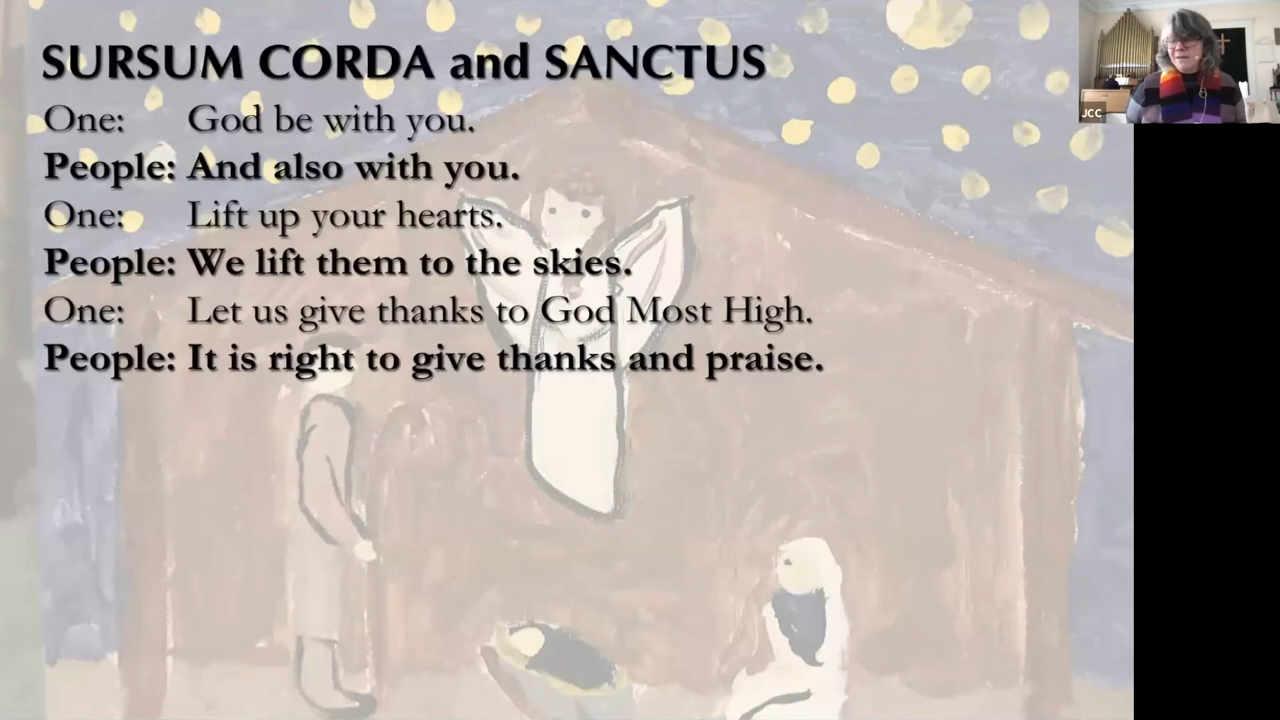 SURSUM CORDA and SANCTUS
One: God be with you.
People: And also with you.
One: Lift up your hearts.
People: We lift them to the skies.
One: Let us give thanks to God Most High.
People: It is right to give thanks and praise.
JCC